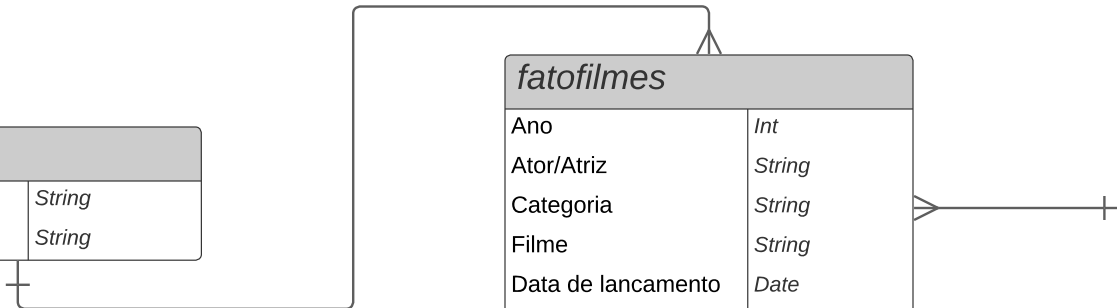 fatofilmes
Ano Int
Ator/Atriz String
Categoria String
Filme String
Data de lancamento Date
String
String